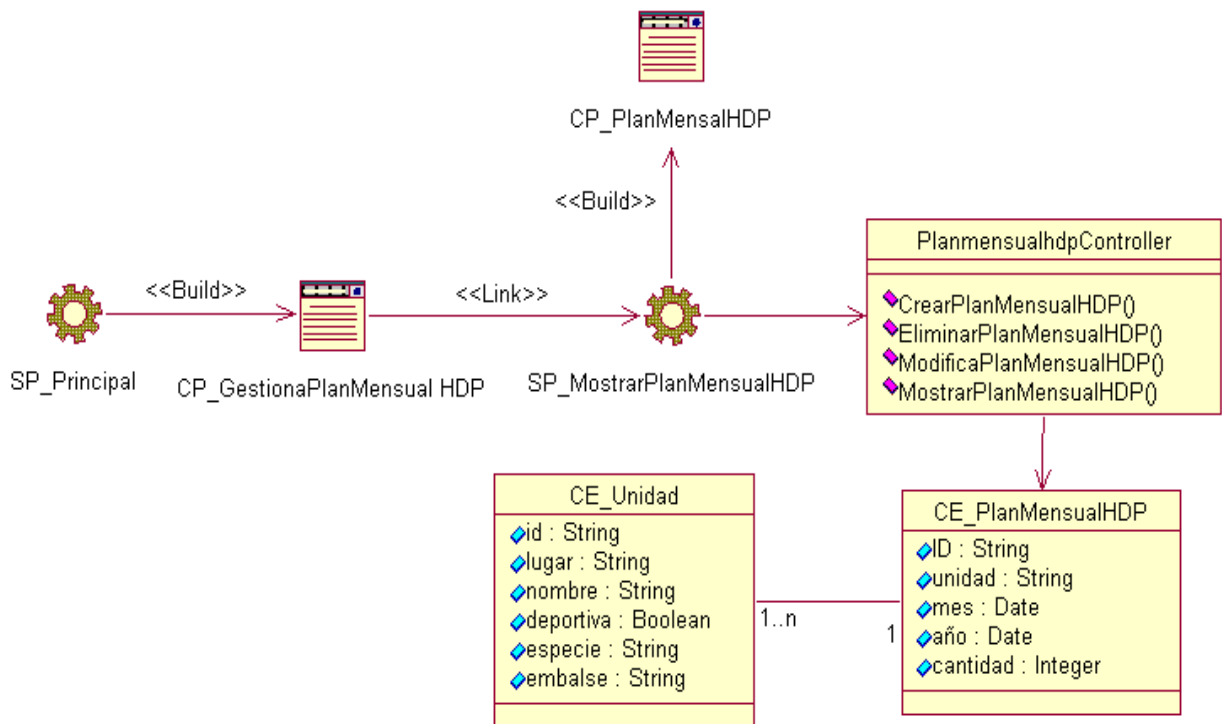 CP_PlanMensalHDP
<<Build>>
PlanmensualhdpController
CrearPlanMensualHDP()
EliminarPlanMensualHDP()
ModificaPlanMensualHDP()
MostrarPlanMensualHDP()
<<Build>>
<<Link>>
SP_Principal
CP_GestionaPlanMensual HDP
SP_MostrarPlanMensualHDP
CE_Unidad
id : String
lugar : String
nombre : String
deportiva : Boolean
especie : String
embalse : String
1..n
1
CE_PlanMensualHDP
ID : String
unidad : String
mes : Date
año : Date
cantidad : Integer